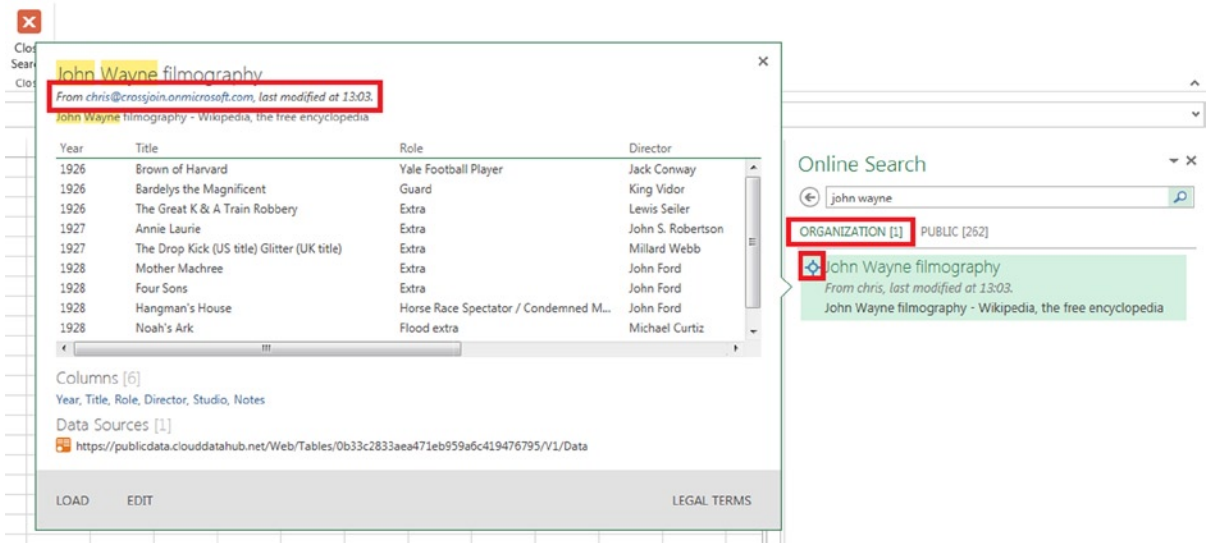 Clos
Sear
Clos
John Wayne filmography
From chris@crossjoin.onmicrosoft.com, last modified at 13:03.
John Wayne filmography - Wikipedia, the free encyclopedia
Year Title Role Director
1926 Brown of Harvard Yale Football Player Jack Conway
1926 Bardelys the Magnificent Guard King Vidor
1926 The Great K & A Train Robbery Extra Lewis Seiler
1927 Annie Laurie Extra John S. Robertson
1927 The Drop Kick (US title) Glitter (UK title) Extra Millard Webb
1928 Mother Machree Extra John Ford
1928 Four Sons Extra John Ford
1928 Hangman's House Horse Race Spectator / Condemned M... John Ford
1928 Noah's Ark Flood extra Michael Curtiz
Columns [6]
Year, Title, Role, Director, Studio, Notes
Data Sources [1]
https://publicdata.clouddatahub.net/Web/Tables/0b33c2833aea471eb959a6c419476795/V1/Data
LOAD EDIT LEGAL TERMS
Online Search
john wayne
ORGANIZATION [1] PUBLIC [262]
John Wayne filmography
From chris, last modified at 13:03.
John Wayne filmography - Wikipedia, the free encyclopedia